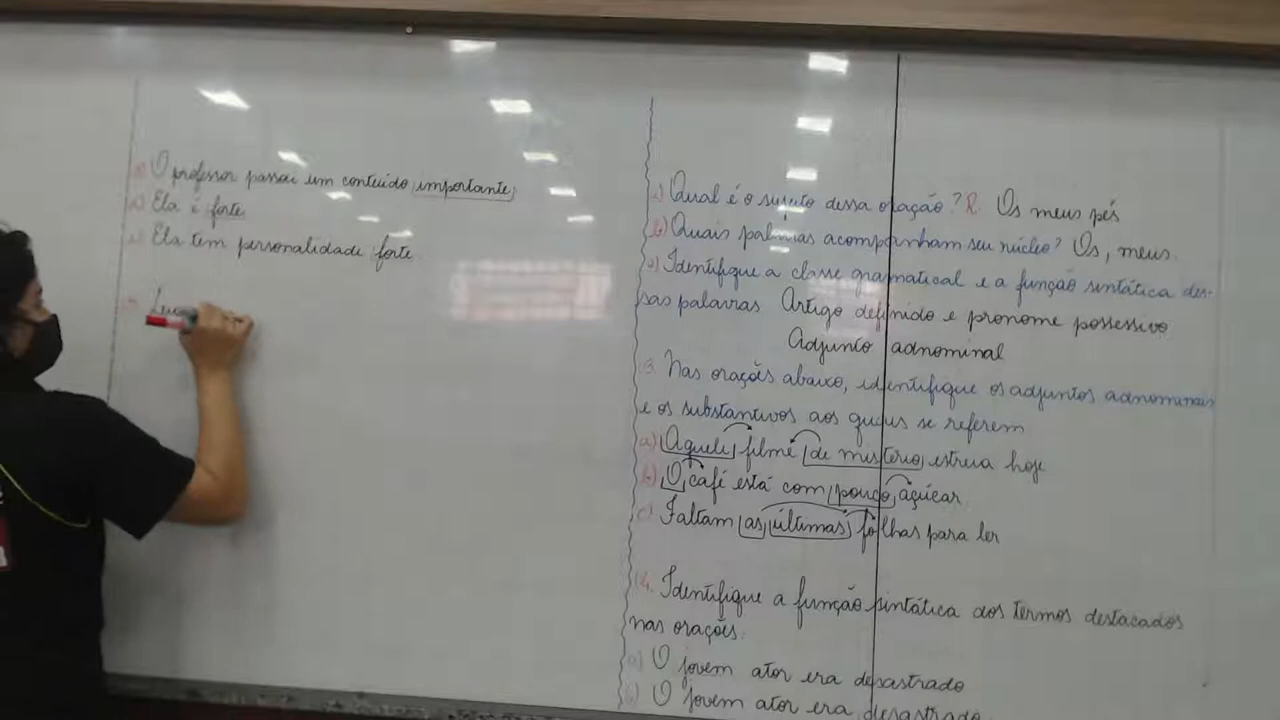 O professor passou um conteúdo importante,
Ela é forte
Ela tem personalidade forte.
a) Qual é o sujeito dessa oração? R. Os meus pés
b) Quais palavras acompanham seu núcleo? Os, meus.
c) Identifique a classe gramatical e a função sintática des-
sas palavras Artigo definido e pronome possessivo
Adjunto adnominal
3. Nas orações abaixo, identifique os adjuntos adnominais
e os substantivos aos quais se referem
a) Aquele filme de mistério estreia hoje
b) O café está com pouco açúcar.
c) Faltam as últimas folhas para ler
4. Identifique a função sintática dos termos destacados
nas orações.
a) O jovem ator era desastrado
b) O jovem ator era desastrado.